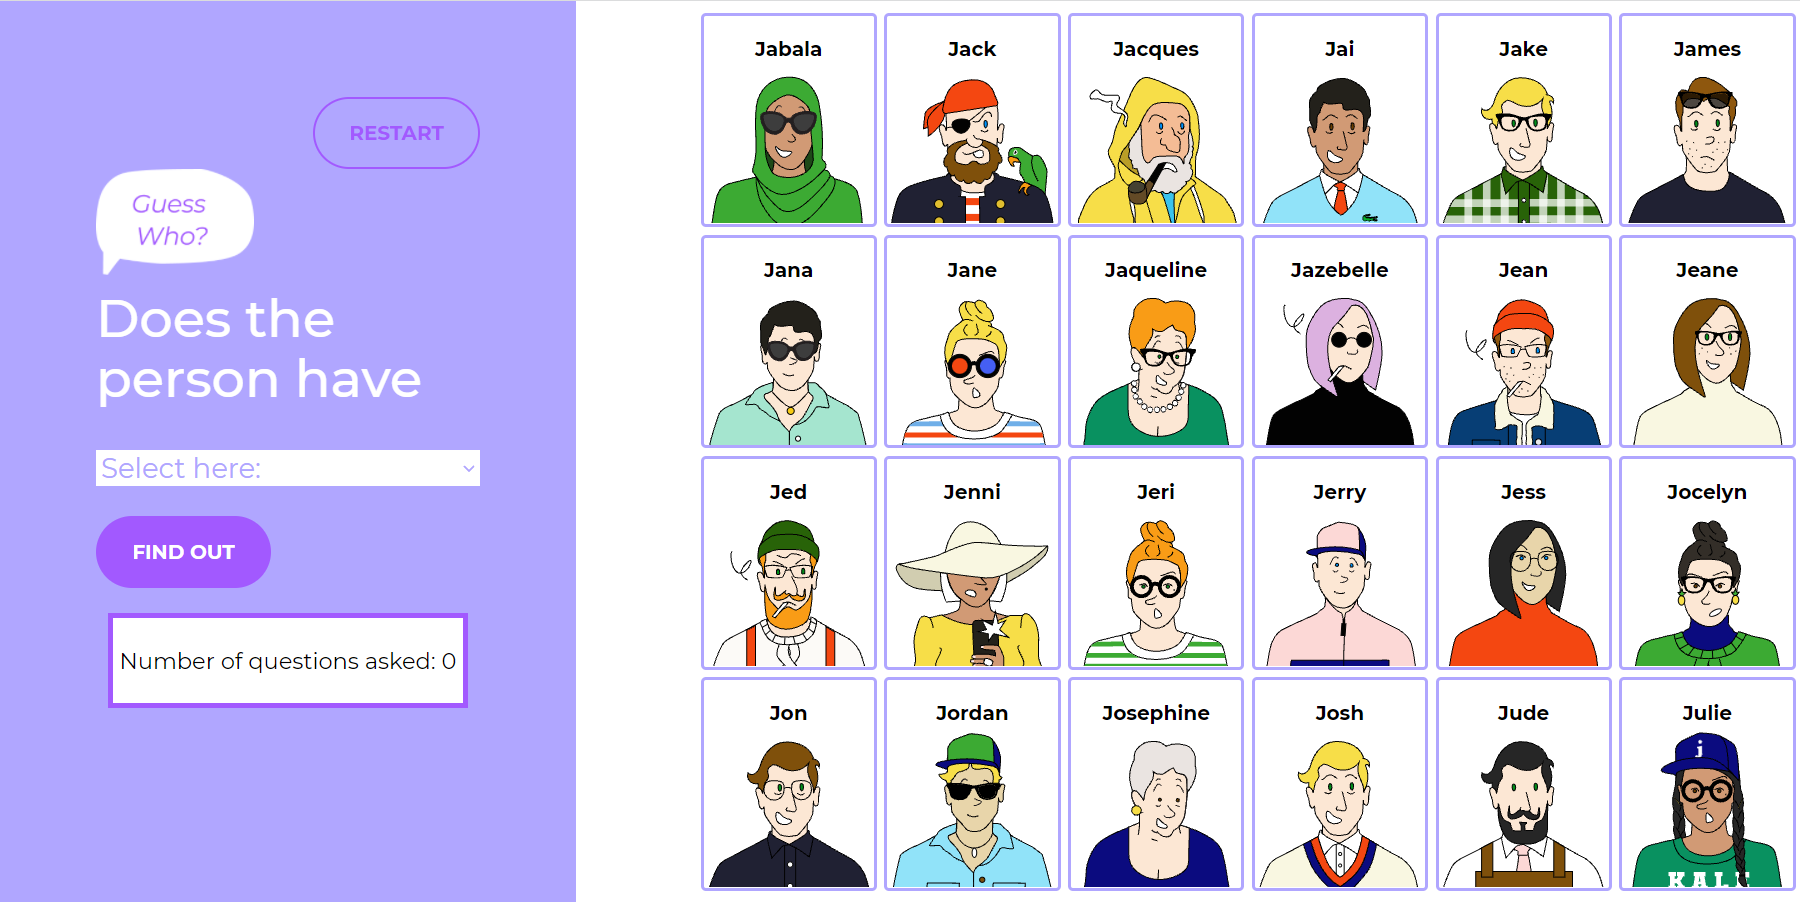 RESTART
Guess
Who?
Does the
person have
Select here:
FIND OUT
Number of questions asked: 0
Jabala
Jack
Jacques
Jai
Jake
James
Jana
Jane
Jaqueline
Jazebelle
Jean
Jeane
Jed
Jenni
Jeri
Jerry
Jess
Jocelyn
Jon
Jordan
Josephine
Josh
Jude
Julie
j